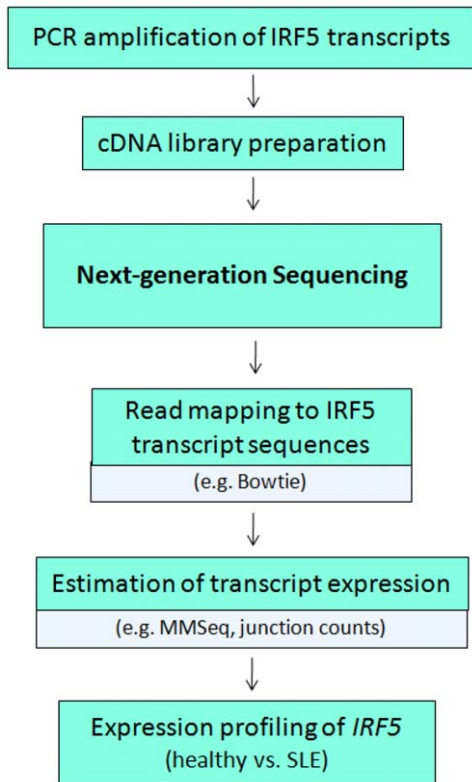 PCR amplification of IRF5 transcripts
cDNA library preparation
Next-generation Sequencing
Read mapping to IRF5
transcript sequences
(e.g. Bowtie)
Estimation of transcript expression
(e.g. MMSeq, junction counts)
Expression profiling of IRF5
(healthy vs. SLE)